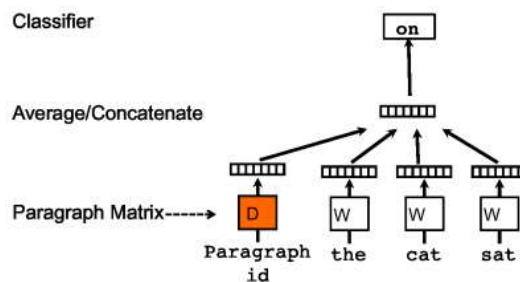 Classifier
on
Average/Concatenate
Paragraph Matrix
D
W
W
W
Paragraph
id
the
cat
sat